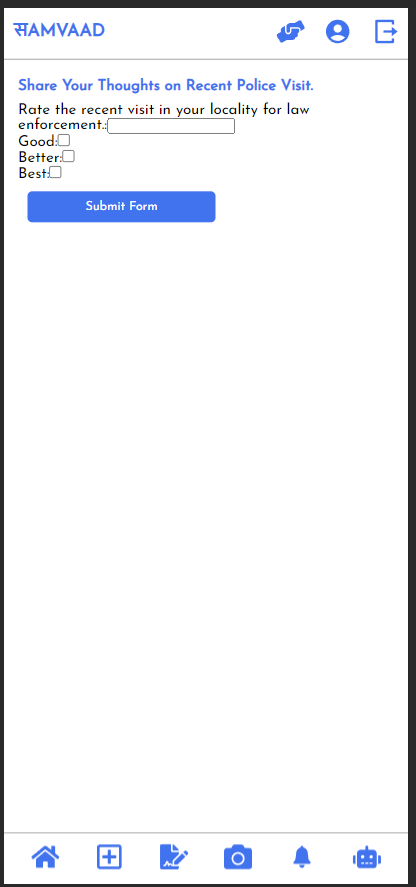 सAMVAAD
Share Your Thoughts on Recent Police Visit.
Rate the recent visit in your locality for law
enforcement.:
Good:
Better:
Best:
Submit Form